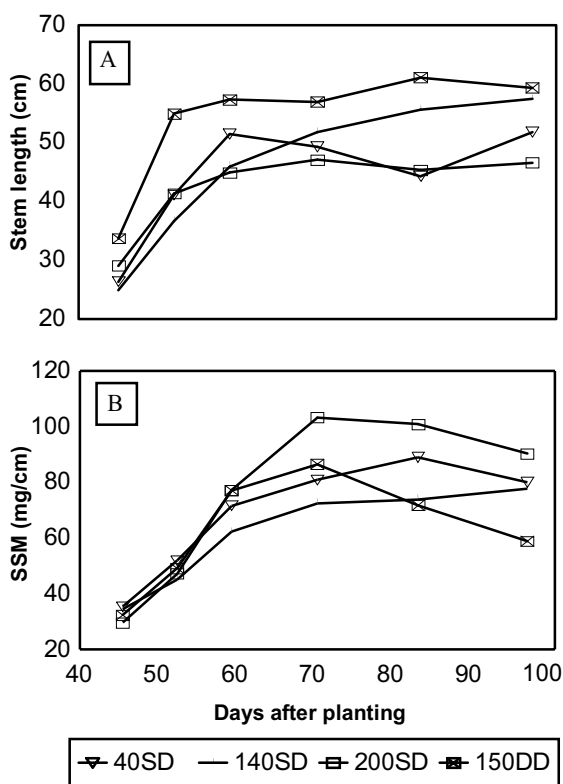 70
60
50
40
30
20
Stem length (cm)
A
120
100
80
60
40
20
SSM (mg/cm)
B
40 50 60 70 80 90 100
Days after planting
40SD 140SD 200SD 150DD